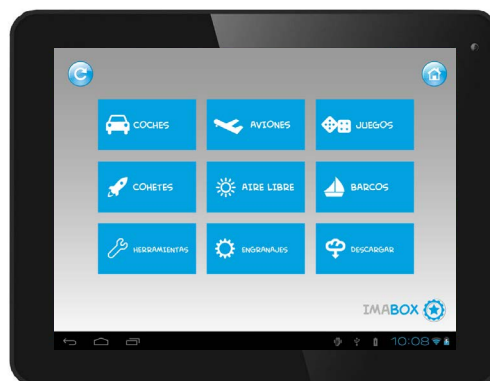 COCHES AVIONES JUEGOS
COHETES AIRE LIBRE BARCOS
HERRAMIENTAS ENGRANAJES DESCARGAR
IMABOX
10:08